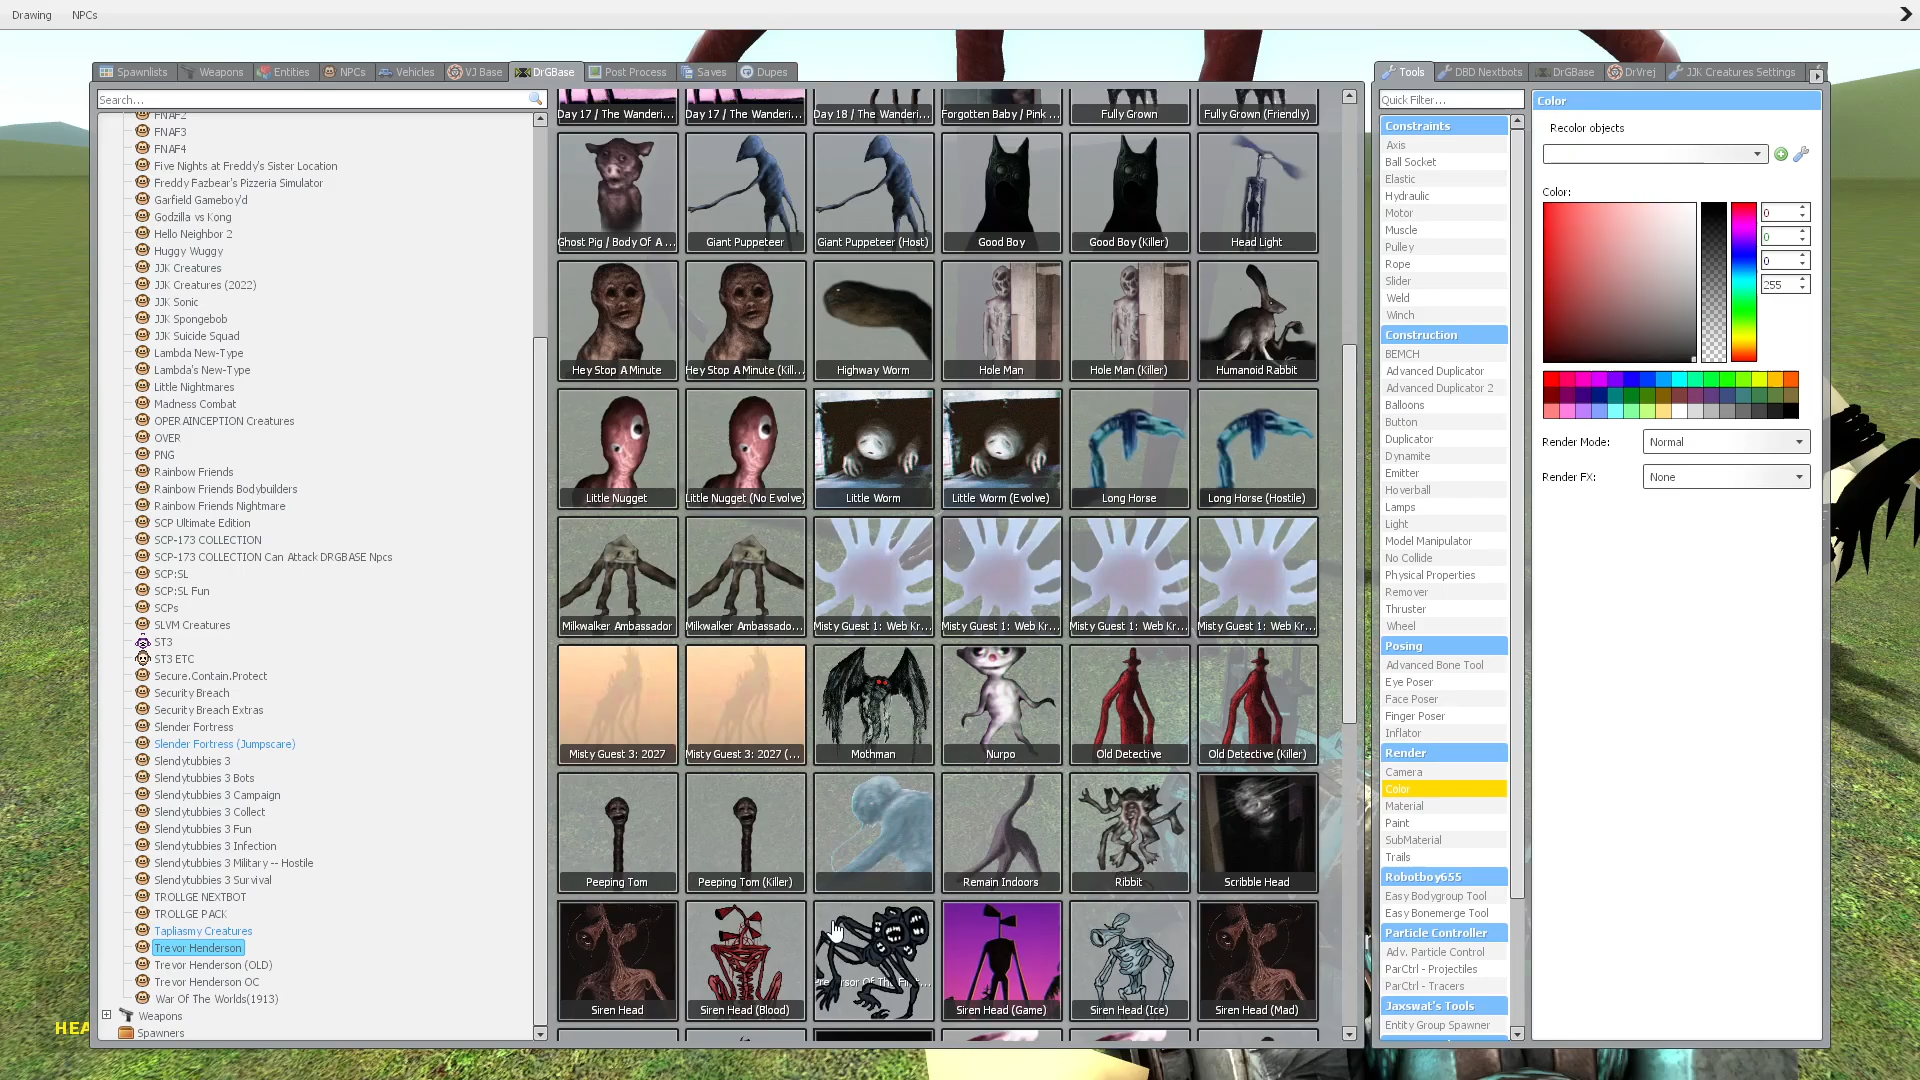 Drawing NPCs
Spawnlists Weapons Entities NPCs Vehicles VJ Base DrGBase Post Process Saves Dupes
Search...
FNAF2
FNAF3
FNAF4
Five Nights at Freddy's Sister Location
Freddy Fazbear's Pizzeria Simulator
Garfield Gameboy'd
Godzilla vs Kong
Hello Neighbor 2
Huggy Wuggy
JJK Creatures
JJK Creatures (2022)
JJK Sonic
JJK Spongebob
JJK Suicide Squad
Lambda New-Type
Lambda's New-Type
Little Nightmares
Madness Combat
OPERAINCEPTION Creatures
OVER
PNG
Rainbow Friends
Rainbow Friends Bodybuilders
Rainbow Friends Nightmare
SCP Ultimate Edition
SCP-173 COLLECTION
SCP-173 COLLECTION Can Attack DRGBASE Npcs
SCP:SL
SCP:SL Fun
SCPs
SLVM Creatures
ST3
ST3 ETC
Secure.Contain.Protect
Security Breach
Security Breach Extras
Slender Fortress
Slender Fortress (Jumpscare)
Slendytubbies 3
Slendytubbies 3 Bots
Slendytubbies 3 Campaign
Slendytubbies 3 Collect
Slendytubbies 3 Fun
Slendytubbies 3 Infection
Slendytubbies 3 Military -- Hostile
Slendytubbies 3 Survival
TROLLGE NEXTBOT
TROLLGE PACK
Tapliasmy Creatures
Trevor Henderson
Trevor Henderson (OLD)
Trevor Henderson OC
War Of The Worlds(1913)
Weapons
Spawners
HEA
Day 17 / The Wanderi... Day 17 / The Wanderi... Day 18 / The Wanderi... Forgotten Baby / Pink ... Fully Grown Fully Grown (Friendly)
Ghost Pig / Body Of A ... Giant Puppeteer Giant Puppeteer (Host) Good Boy Good Boy (Killer) Head Light
Hey Stop A Minute Hey Stop A Minute (Kill... Highway Worm Hole Man Hole Man (Killer) Humanoid Rabbit
Little Nugget Little Nugget (No Evolve) Little Worm Little Worm (Evolve) Long Horse Long Horse (Hostile)
Milkwalker Ambassador Milkwalker Ambassado... Misty Guest 1: Web Kr... Misty Guest 1: Web Kr... Misty Guest 1: Web Kr... Misty Guest 1: Web Kr...
Misty Guest 3: 2027 Misty Guest 3: 2027 (... Mothman Nurpo Old Detective Old Detective (Killer)
Peeping Tom Peeping Tom (Killer) Remain Indoors Ribbit Scribble Head
Siren Head Siren Head (Blood) Siren Head (Game) Siren Head (Ice) Siren Head (Mad)
Tools DBD Nextbots DrGBase DrVrej JJK Creatures Settings
Quick Filter...
Constraints
Axis
Ball Socket
Elastic
Hydraulic
Motor
Muscle
Pulley
Rope
Slider
Weld
Winch
Construction
BEMCH
Advanced Duplicator
Advanced Duplicator 2
Balloons
Button
Duplicator
Dynamite
Emitter
Hoverball
Lamps
Light
Model Manipulator
No Collide
Physical Properties
Remover
Thruster
Wheel
Posing
Advanced Bone Tool
Eye Poser
Face Poser
Finger Poser
Inflator
Render
Camera
Color
Material
Paint
SubMaterial
Trails
Robotboy655
Easy Bodygroup Tool
Easy Bonemerge Tool
Particle Controller
Adv. Particle Control
ParCtrl - Projectiles
ParCtrl - Tracers
Jaxswat's Tools
Entity Group Spawner
Color
Recolor objects
Color:
0
0
0
255
Render Mode: Normal
Render FX: None